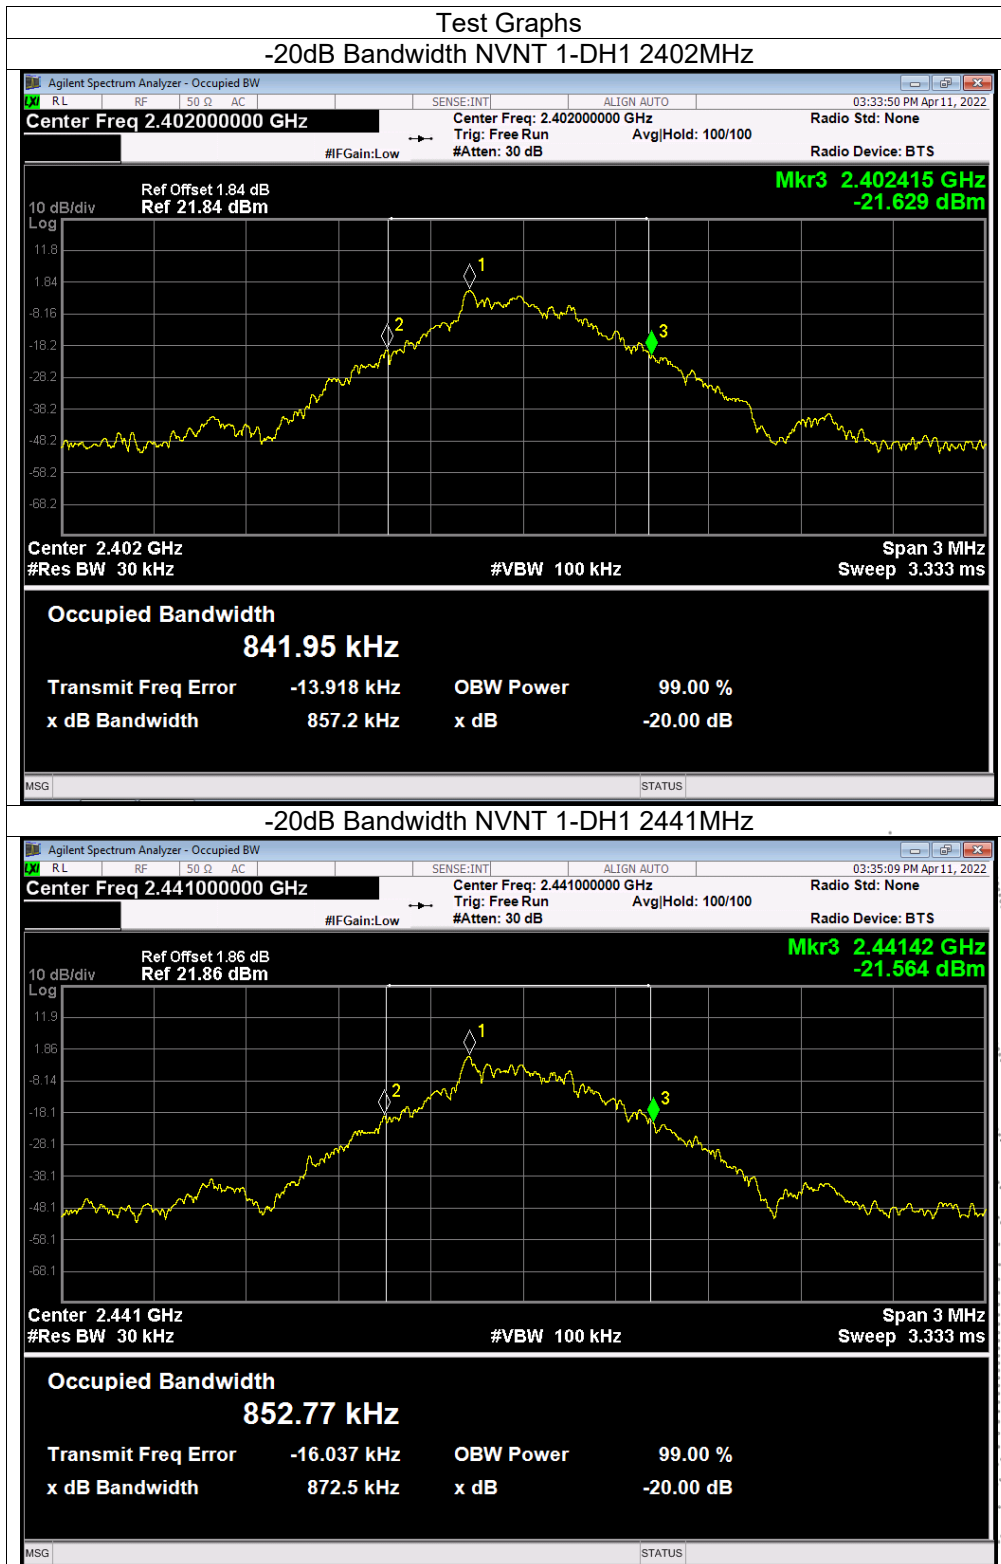 Test Graphs
-20dB Bandwidth NVNT 1-DH1 2402MHz
Agilent Spectrum Analyzer - Occupied BW
LXI RL RF 50 Ω AC SENSE:INT ALIGN AUTO 03:33:50 PM Apr 11, 2022
Center Freq 2.402000000 GHz Center Freq: 2.402000000 GHz Radio Std: None
Trig: Free Run Avg|Hold: 100/100
#IFGain:Low #Atten: 30 dB Radio Device: BTS
Mkr3 2.402415 GHz
-21.629 dBm
Ref Offset 1.84 dB
10 dB/div Ref 21.84 dBm
Log
11.8
1
1.84
-8.16
2
3
-18.2
-28.2
-38.2
-48.2
-58.2
-68.2
Center 2.402 GHz Span 3 MHz
#Res BW 30 kHz #VBW 100 kHz Sweep 3.333 ms
Occupied Bandwidth
841.95 kHz
Transmit Freq Error -13.918 kHz OBW Power 99.00 %
x dB Bandwidth 857.2 kHz x dB -20.00 dB
MSG STATUS
-20dB Bandwidth NVNT 1-DH1 2441MHz
Agilent Spectrum Analyzer - Occupied BW
LXI RL RF 50 Ω AC SENSE:INT ALIGN AUTO 03:35:09 PM Apr 11, 2022
Center Freq 2.441000000 GHz Center Freq: 2.441000000 GHz Radio Std: None
Trig: Free Run Avg|Hold: 100/100
#IFGain:Low #Atten: 30 dB Radio Device: BTS
Mkr3 2.44142 GHz
-21.564 dBm
Ref Offset 1.86 dB
10 dB/div Ref 21.86 dBm
Log
11.9
1
1.86
-8.14
2
3
-18.1
-28.1
-38.1
-48.1
-58.1
-68.1
Center 2.441 GHz Span 3 MHz
#Res BW 30 kHz #VBW 100 kHz Sweep 3.333 ms
Occupied Bandwidth
852.77 kHz
Transmit Freq Error -16.037 kHz OBW Power 99.00 %
x dB Bandwidth 872.5 kHz x dB -20.00 dB
MSG STATUS